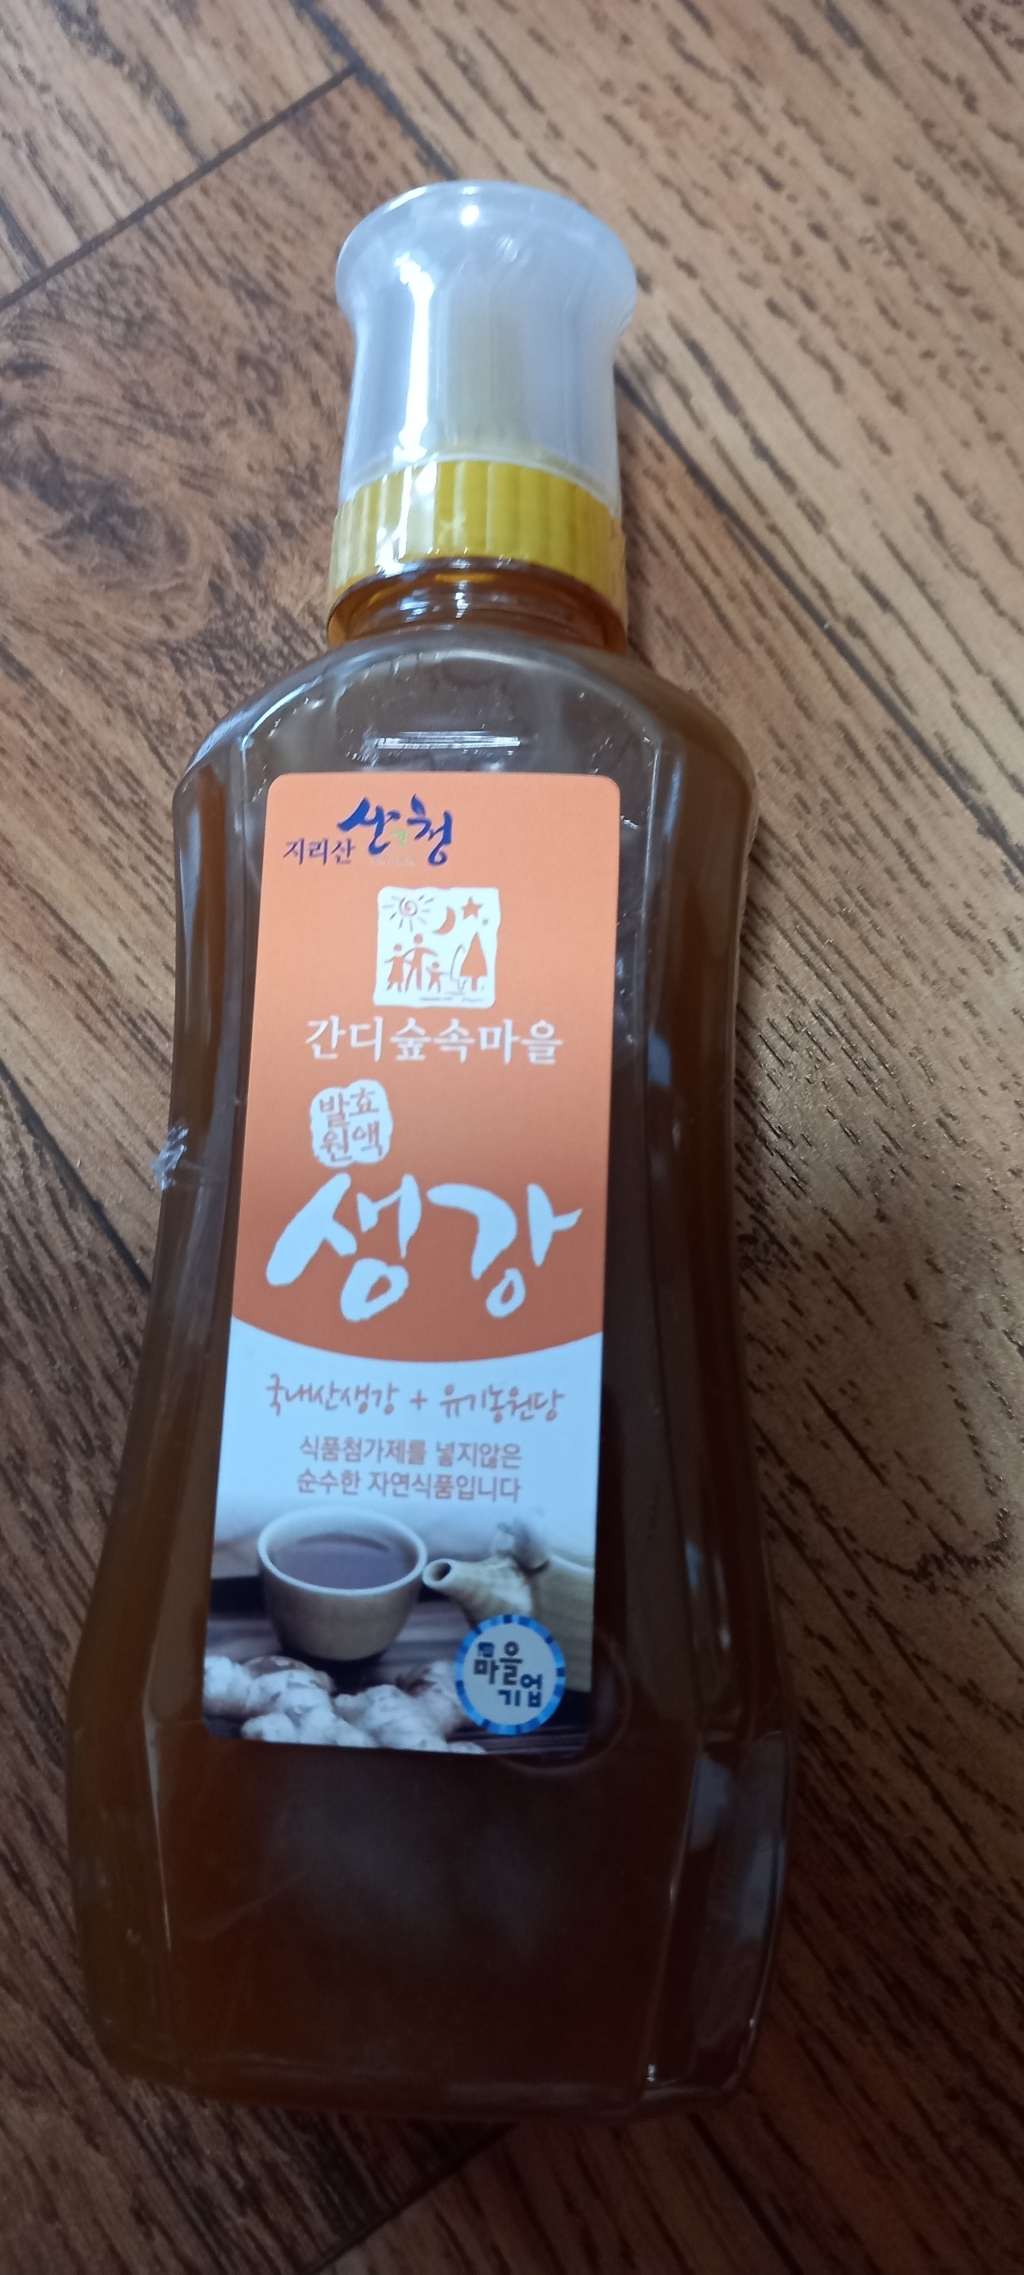 지리산 산청
간디숲속마을
발효
원액
생강
국내산생강 + 유기농원당
식품첨가제를 넣지않은
순수한 자연식품입니다
마을
기업